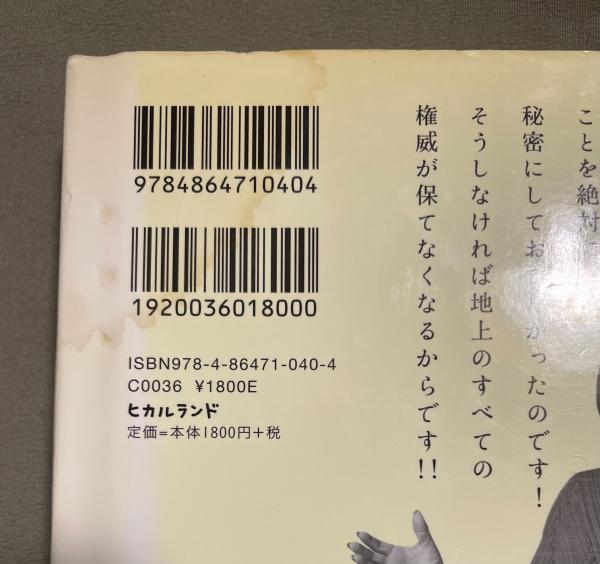 ことを絶対
秘密にしておかったのです!
そうしなければ地上のすべての
権威が保てなくなるからです!!
9784864710404
1920036018000
ISBN978-4-86471-040-4
C0036 ¥1800E
ヒカルランド
定価=本体1800円+税